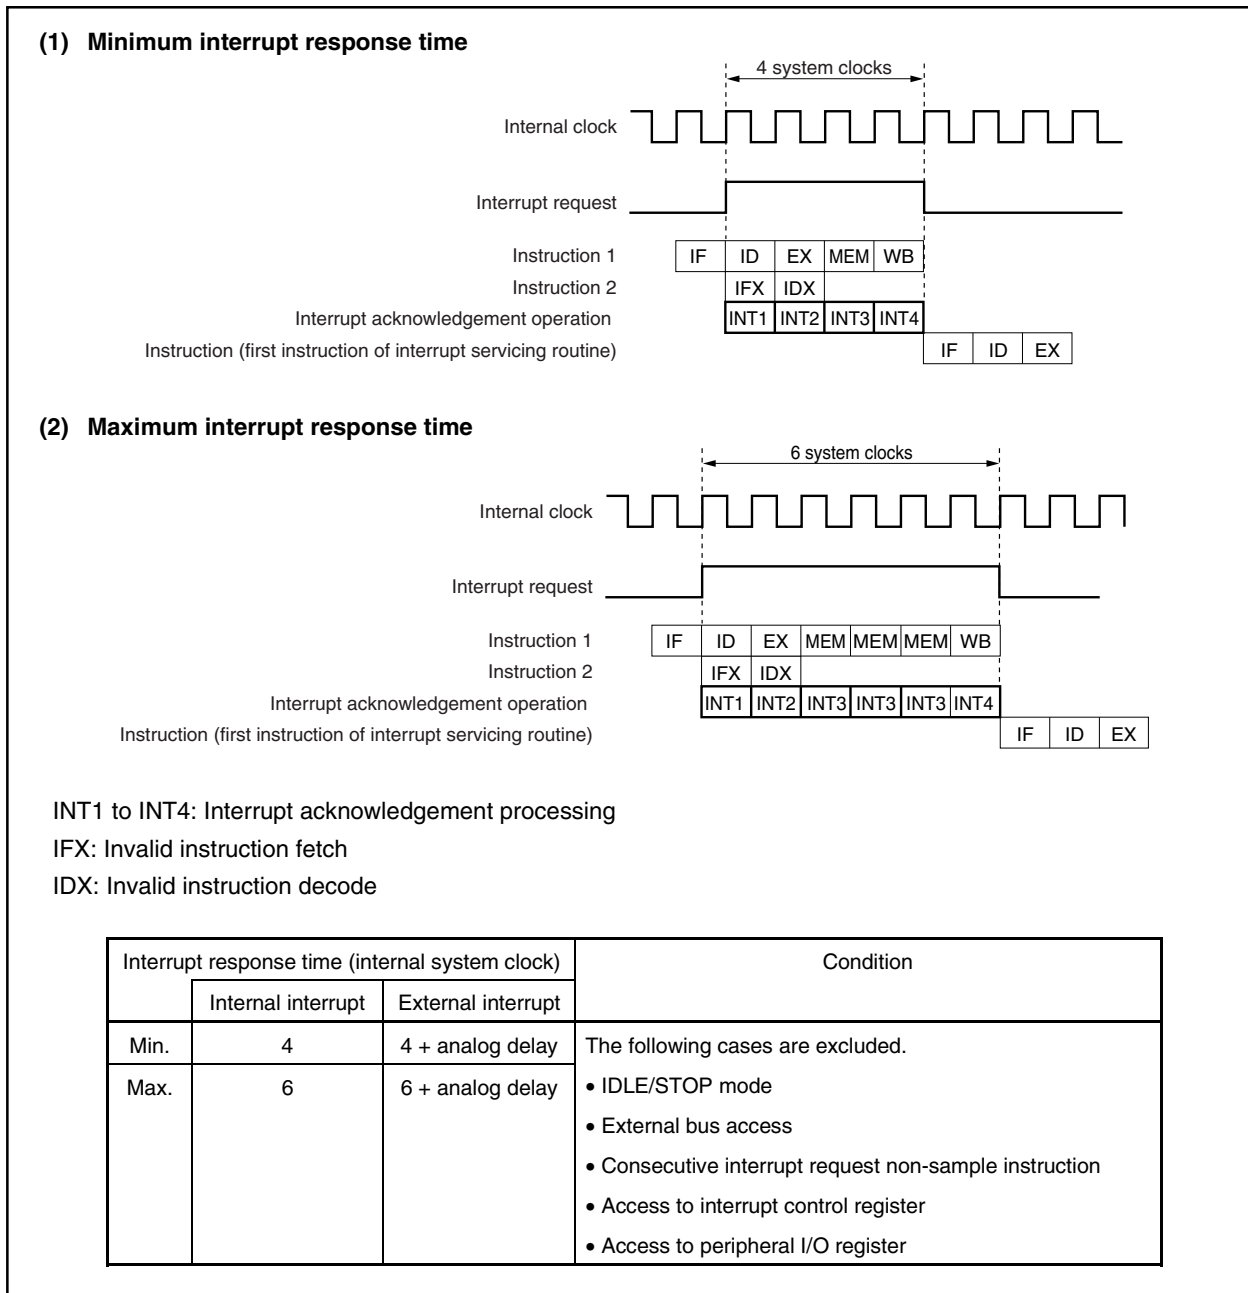 (1) Minimum interrupt response time
4 system clocks
Internal clock
Interrupt request
Instruction 1 IF ID EX MEM WB
Instruction 2 IFX IDX
Interrupt acknowledgement operation INT1 INT2 INT3 INT4
Instruction (first instruction of interrupt servicing routine) IF ID EX
(2) Maximum interrupt response time
6 system clocks
Internal clock
Interrupt request
Instruction 1 IF ID EX MEM MEM MEM WB
Instruction 2 IFX IDX
Interrupt acknowledgement operation INT1 INT2 INT3 INT3 INT3 INT4
Instruction (first instruction of interrupt servicing routine) IF ID EX
INT1 to INT4: Interrupt acknowledgement processing
IFX: Invalid instruction fetch
IDX: Invalid instruction decode
Interrupt response time (internal system clock) Condition
Internal interrupt External interrupt
Min. 4 4 + analog delay The following cases are excluded.
Max. 6 6 + analog delay • IDLE/STOP mode
• External bus access
• Consecutive interrupt request non-sample instruction
• Access to interrupt control register
• Access to peripheral I/O register